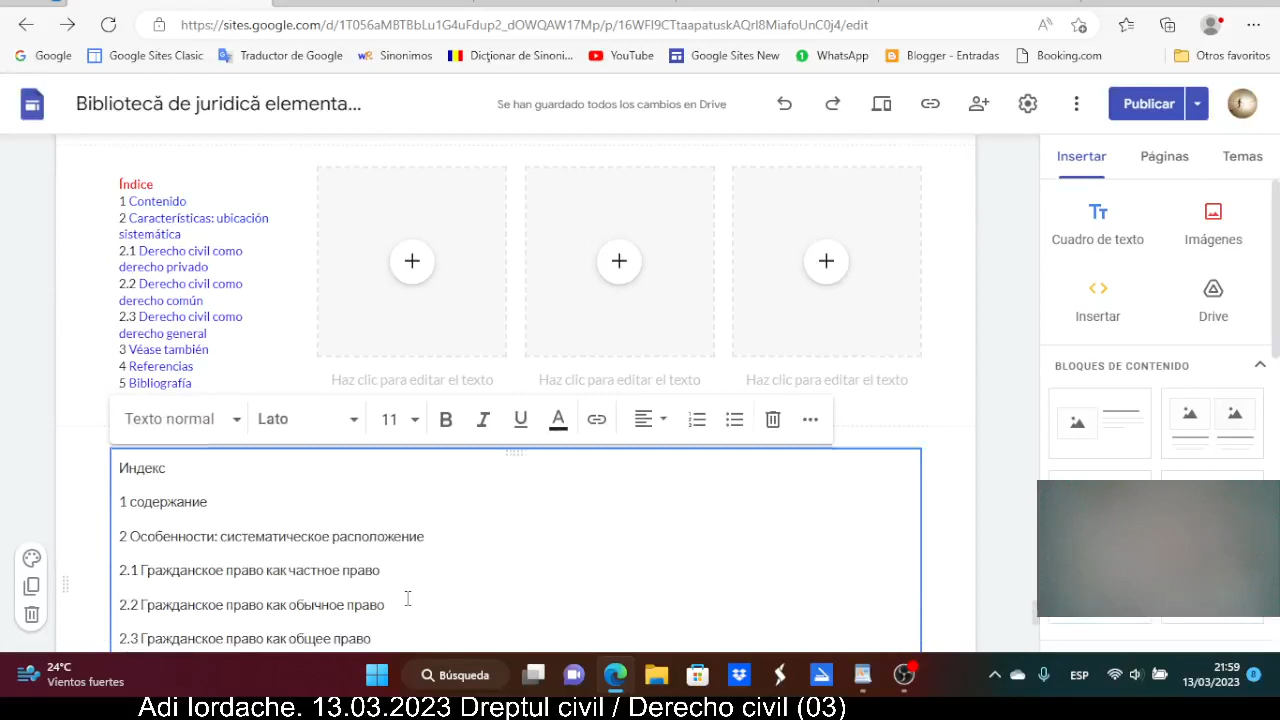 https://sites.google.com/d/1T056aM8TBbLu1G4uFdup2_dOWQAW17Mp/p/16WFI9CTtaapatuskAQrl8MiafoUnC0j4/edit
Google
Google Sites Clasic
Traductor de Google
Sinonimos
Dicționar de Sinoni...
YouTube
Google Sites New
WhatsApp
Blogger - Entradas
Booking.com
Otros favoritos
Bibliotecă de juridică elementa...
Se han guardado todos los cambios en Drive
Publicar
Insertar
Páginas
Temas
Índice
1 Contenido
2 Características: ubicación
sistemática
2.1 Derecho civil como
derecho privado
2.2 Derecho civil como
derecho común
2.3 Derecho civil como
derecho general
3 Véase también
4 Referencias
5 Bibliografía
Haz clic para editar el texto
Haz clic para editar el texto
Haz clic para editar el texto
Cuadro de texto
Imágenes
Insertar
Drive
BLOQUES DE CONTENIDO
Texto normal
Lato
11
Индекс
1 содержание
2 Особенности: систематическое расположение
2.1 Гражданское право как частное право
2.2 Гражданское право как обычное право
2.3 Гражданское право как общее право
24°C
Vientos fuertes
Búsqueda
ESP
21:59
13/03/2023
8
Adi Iordache. 13.03.2023 Dreptul civil / Derecho civil (03)